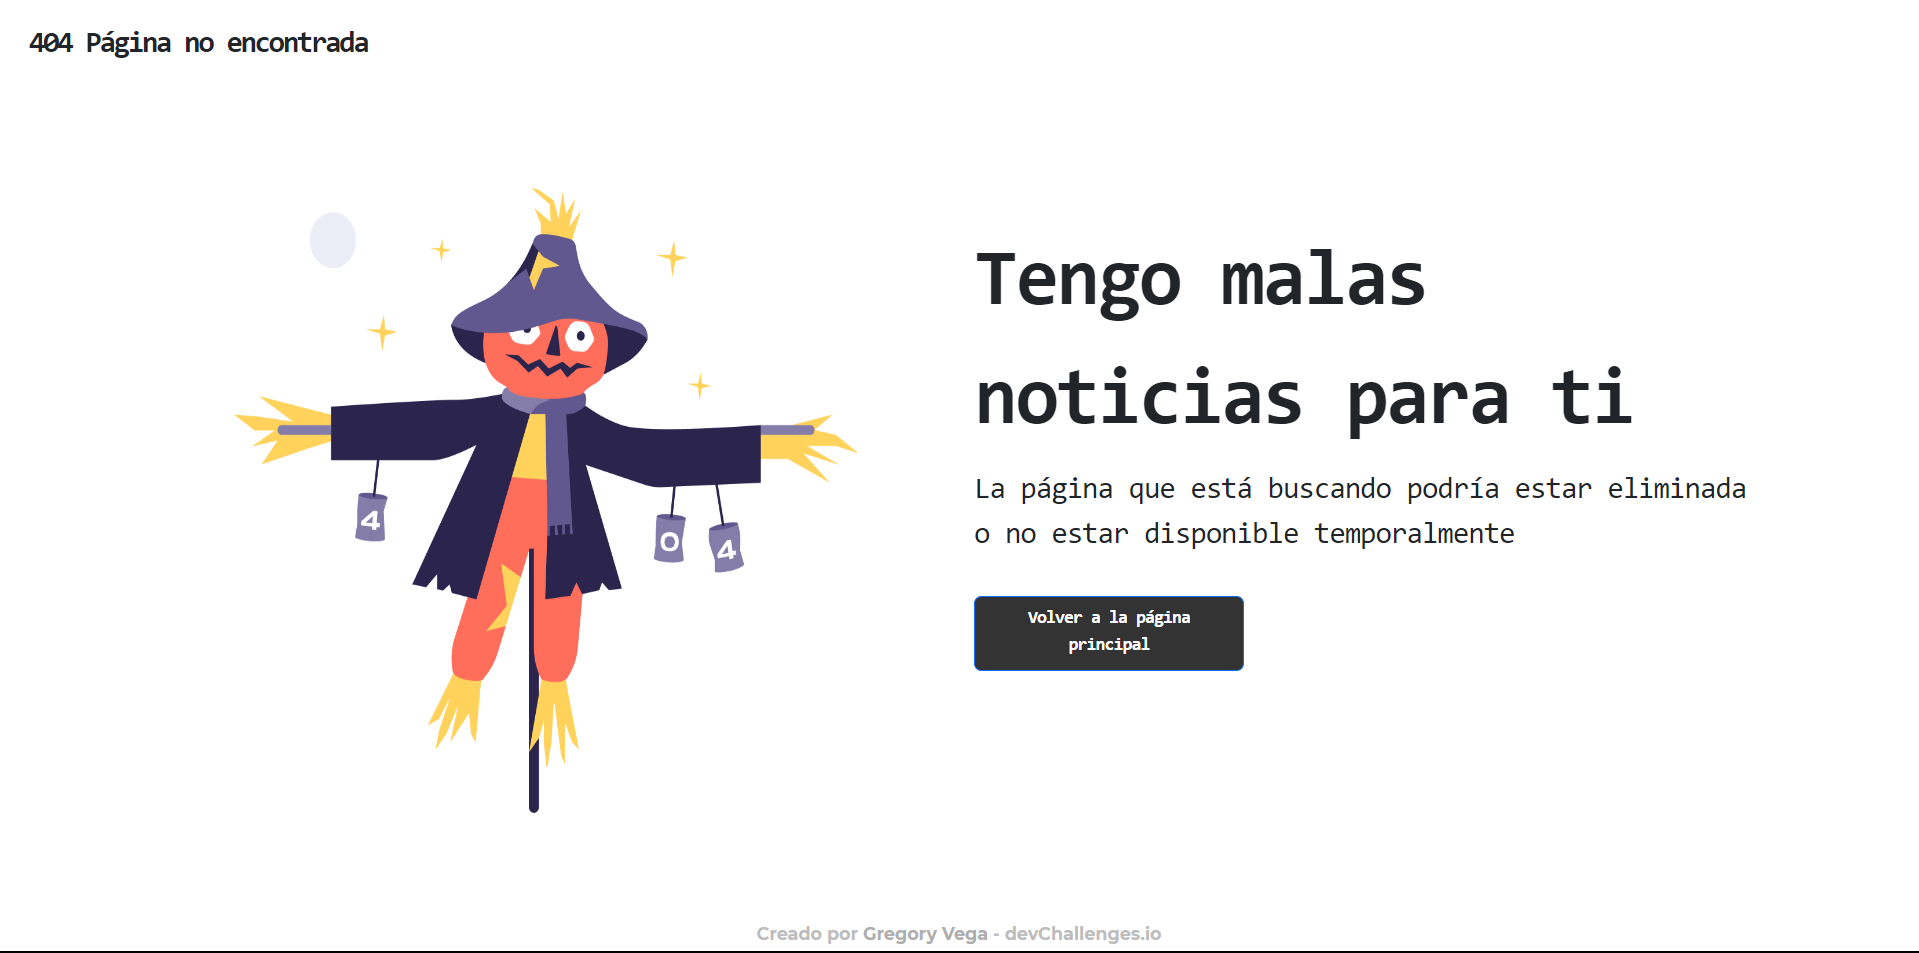 404 Página no encontrada
Tengo malas
noticias para ti
La página que está buscando podría estar eliminada
o no estar disponible temporalmente
Volver a la página
principal
4
0
4
Creado por Gregory Vega - devChallenges.io